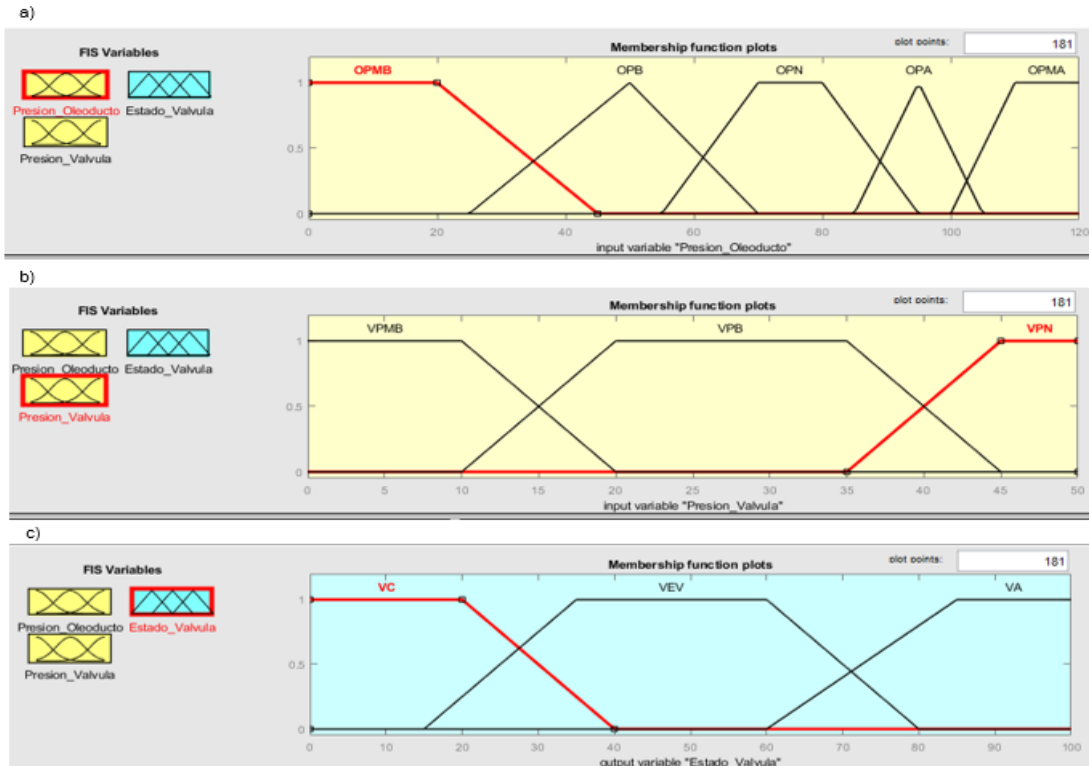 a)
FIS Variables
Membership function plots
plot points:
181
OPMB
OPB
OPN
OPA
OPMA
Presion_Oleoducto
Estado_Valvula
Presion_Valvula
1
0.5
0
0
20
40
60
80
100
120
input variable "Presion_Oleoducto"
b)
FIS Variables
Membership function plots
plot points:
181
VPMB
VPB
VPN
Presion_Oleoducto
Estado_Valvula
Presion_Valvula
1
0.5
0
0
5
10
15
20
25
30
35
40
45
50
input variable "Presion_Valvula"
c)
FIS Variables
Membership function plots
plot points:
181
VC
VEV
VA
Presion_Oleoducto
Estado_Valvula
Presion_Valvula
1
0.5
0
0
10
20
30
40
50
60
70
80
90
100
output variable "Estado_Valvula"